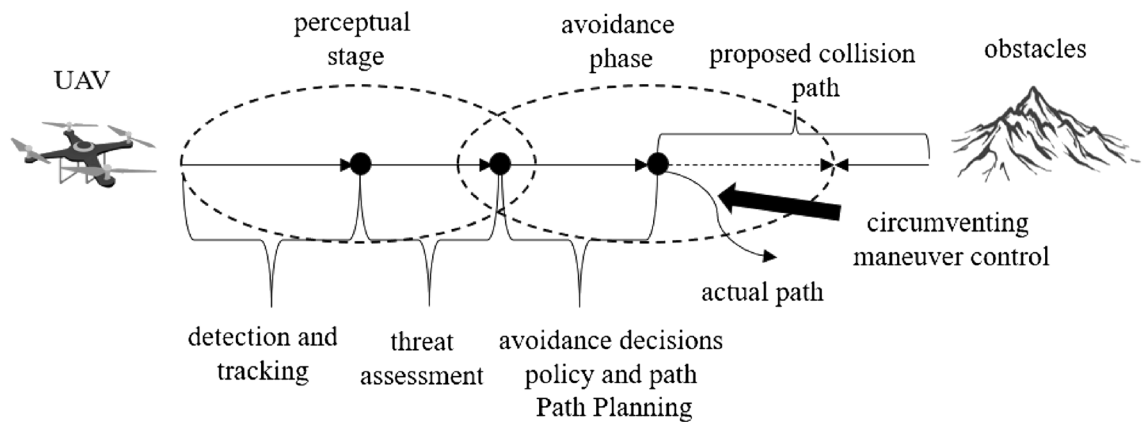 perceptual
stage
avoidance
phase
proposed collision
path
obstacles
UAV
circumventing
maneuver control
actual path
detection and
tracking
threat
assessment
avoidance decisions
policy and path
Path Planning